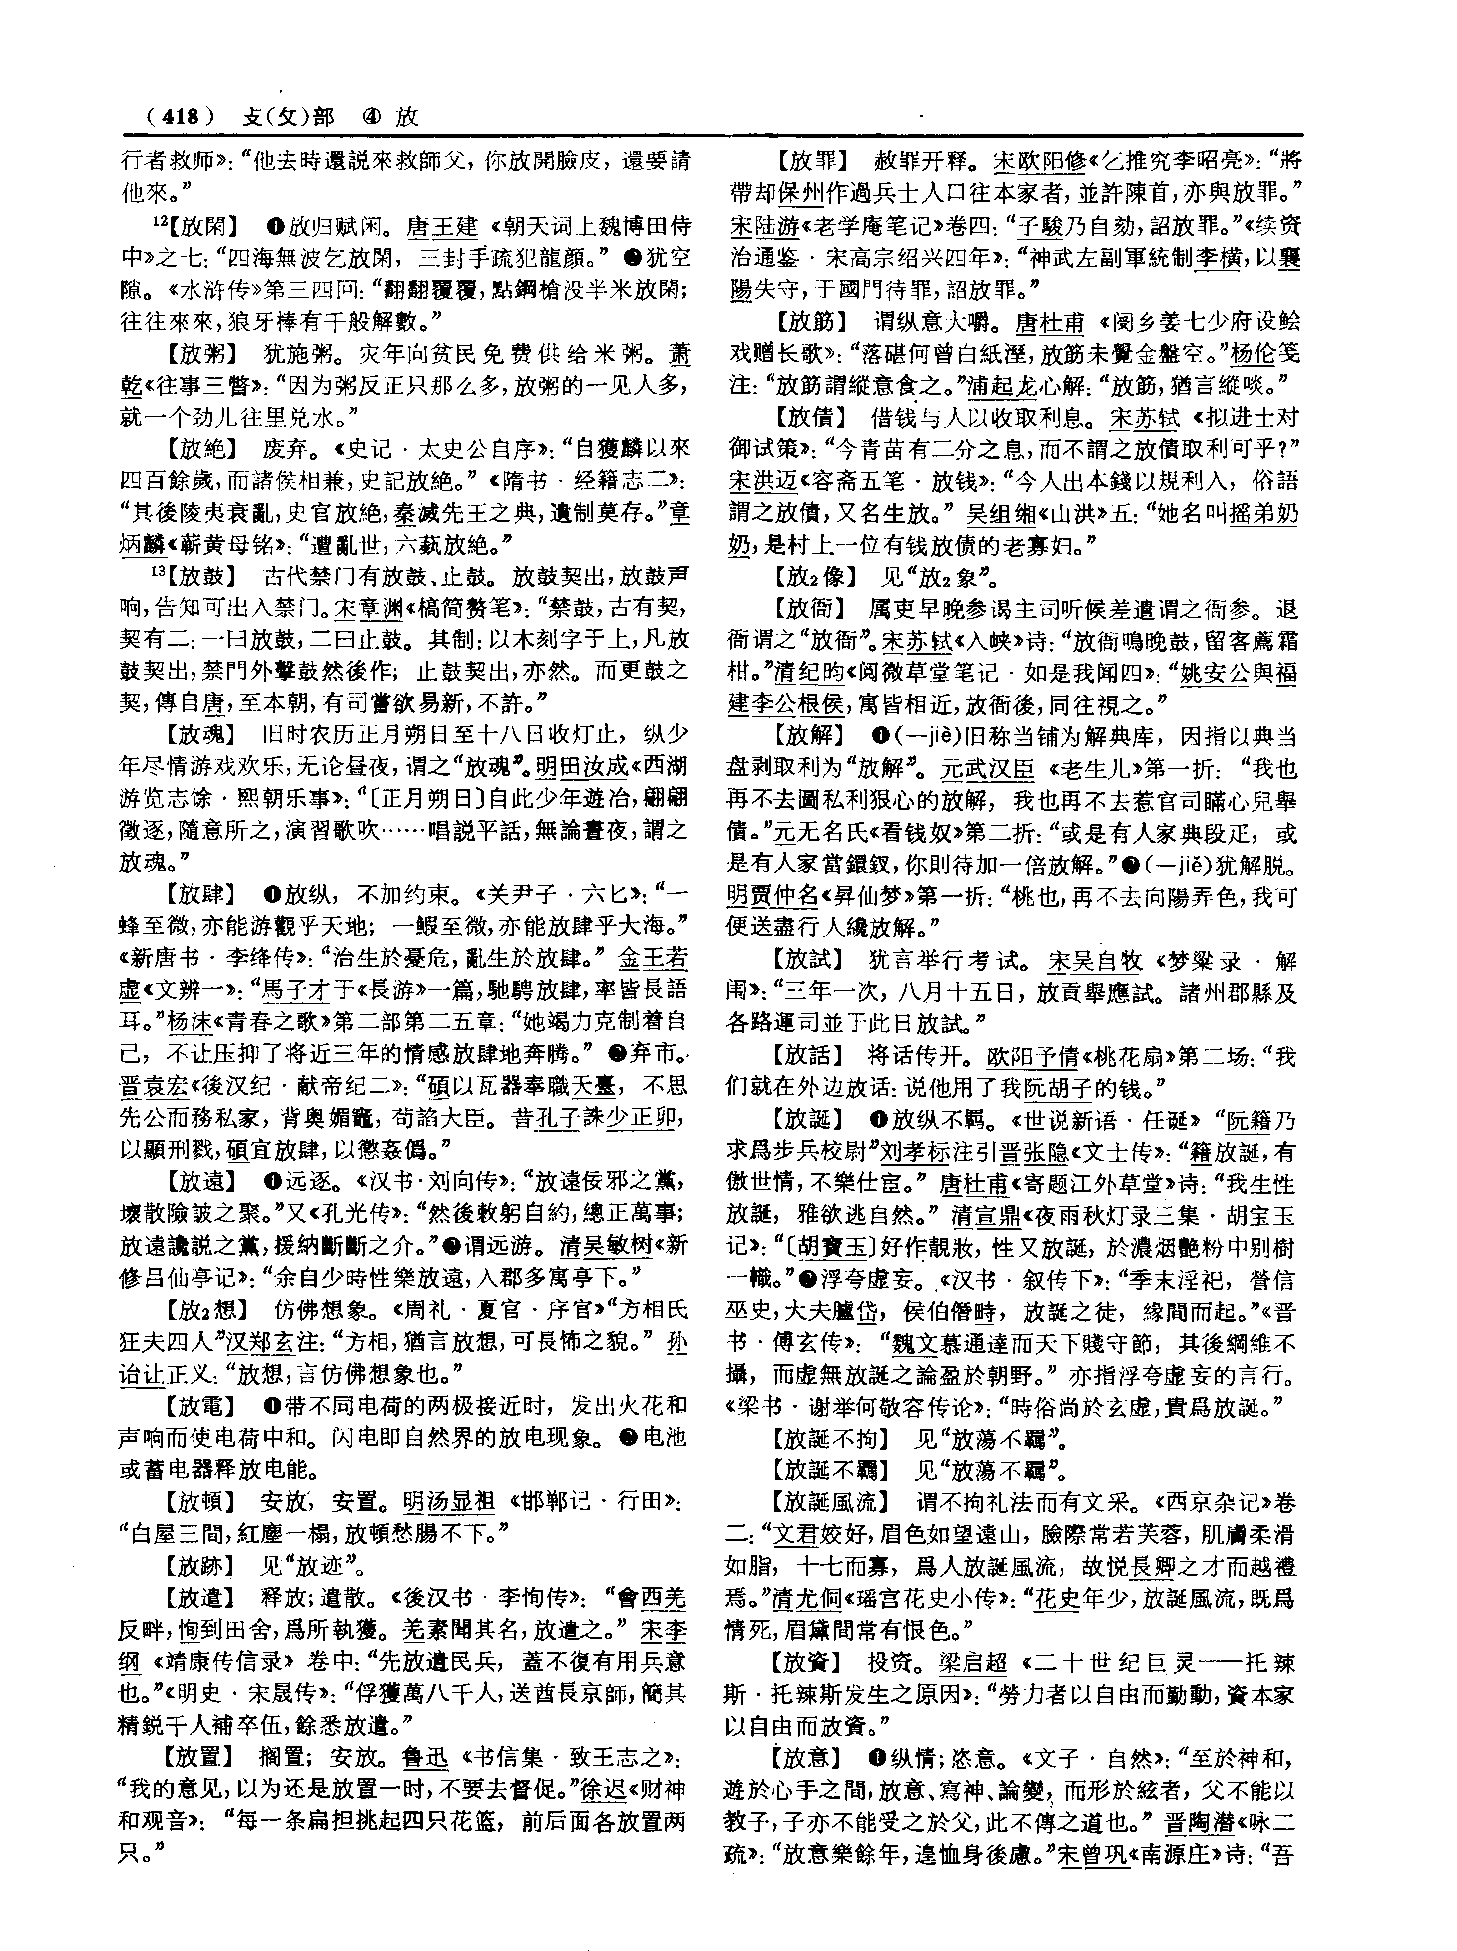 （418） 攴(攵)部 ④ 放
行者救师》：“他去時還説來救師父，你放開臉皮，還要請
他來。”
12【放閑】 ❶放归赋闲。唐王建《朝天词上魏博田侍
中》之七：“四海無波乞放閑，三封手疏犯龍顔。” ❷犹空
隙。《水浒传》第三四回：“翻翻覆覆，點鋼槍没半米放閑；
往往來來，狼牙棒有千般解數。”
【放粥】 犹施粥。灾年向贫民免费供给米粥。萧
乾《往事三瞥》：“因为粥反正只那么多，放粥的一见人多，
就一个劲儿往里兑水。”
【放絶】 废弃。《史记·太史公自序》：“自獲麟以來
四百餘歲，而諸侯相兼，史記放絶。”《隋书·经籍志二》：
“其後陵夷衰亂，史官放絶，秦滅先王之典，遺制莫存。”章
炳麟《蕲黄母铭》：“遭亂世，六蓺放絶。”
13【放鼓】 古代禁门有放鼓、止鼓。放鼓契出，放鼓声
响，告知可出入禁门。宋章渊《槁简赘笔》：“禁鼓，古有契，
契有二：一曰放鼓，二曰止鼓。其制：以木刻字于上，凡放
鼓契出，禁門外擊鼓然後作；止鼓契出，亦然。而更鼓之
契，傳自唐，至本朝，有司嘗欲易新，不許。”
【放魂】 旧时农历正月朔日至十八日收灯止，纵少
年尽情游戏欢乐，无论昼夜，谓之“放魂”。明田汝成《西湖
游览志馀·熙朝乐事》：“〔正月朔日〕自此少年遊冶，翩翩
徵逐，隨意所之，演習歌吹……唱説平話，無論晝夜，謂之
放魂。”
【放肆】 ❶放纵，不加约束。《关尹子·六匕》：“一
蜂至微，亦能游觀乎天地；一鰕至微，亦能放肆乎大海。”
《新唐书·李绛传》：“治生於憂危，亂生於放肆。” 金王若
虚《文辨一》：“馬子才于《長游》一篇，馳騁放肆，率皆長語
耳。”杨沫《青春之歌》第二部第二五章：“她竭力克制着自
己，不让压抑了将近三年的情感放肆地奔腾。” ❷弃市。
晋袁宏《後汉纪·献帝纪二》：“碩以瓦器奉職天臺，不思
先公而務私家，背奥媚竈，苟諂大臣。昔孔子誅少正卯，
以顯刑戮，碩宜放肆，以懲姦僞。”
【放遠】 ❶远逐。《汉书·刘向传》：“放遠佞邪之黨，
壞散險詖之聚。”又《孔光传》：“然後敕躬自約，總正萬事；
放遠讒説之黨，援納斷斷之介。”❷谓远游。清吴敏树《新
修吕仙亭记》：“余自少時性樂放遠，入郡多寓亭下。”
【放2想】 仿佛想象。《周礼·夏官·序官》“方相氏
狂夫四人”汉郑玄注：“方相，猶言放想，可長怖之貌。” 孙
诒让正义：“放想，言仿佛想象也。”
【放電】 ❶带不同电荷的两极接近时，发出火花和
声响而使电荷中和。闪电即自然界的放电现象。❷电池
或蓄电器释放电能。
【放頓】 安放，安置。明汤显祖《邯郸记·行田》：
“白屋三間，紅塵一榻，放頓愁腸不下。”
【放跡】 见“放迹”。
【放遣】 释放；遣散。《後汉书·李恂传》：“會西羌
反畔，恂到田舍，爲所執獲。羌素聞其名，放遣之。” 宋李
纲《靖康传信录》卷中：“先放遣民兵，蓋不復有用兵意
也。”《明史·宋晟传》：“俘獲萬八千人，送酋長京師，簡其
精鋭千人補卒伍，餘悉放遣。”
【放置】 搁置；安放。鲁迅《书信集·致王志之》：
“我的意见，以为还是放置一时，不要去督促。”徐迟《财神
和观音》：“每一条扁担挑起四只花篮，前后面各放置两
只。”
【放罪】 赦罪开释。宋欧阳修《乞推究李昭亮》：“將
帶却保州作過兵士人口往本家者，並許陳首，亦與放罪。”
宋陆游《老学庵笔记》卷四：“子駿乃自劾，詔放罪。”《续资
治通鉴·宋高宗绍兴四年》：“神武左副軍統制李横，以襄
陽失守，于國門待罪，詔放罪。”
【放筯】 谓纵意大嚼。唐杜甫《阌乡姜七少府设鲙
戏赠长歌》：“落碪何曾白紙溼，放筯未覺金盤空。”杨伦笺
注：“放筯謂縱意食之。”浦起龙心解：“放筯，猶言縱啖。”
【放債】 借钱与人以收取利息。宋苏轼《拟进士对
御试策》：“今青苗有二分之息，而不謂之放債取利可乎？”
宋洪迈《容斋五笔·放钱》：“今人出本錢以規利入，俗語
謂之放債，又名生放。” 吴组缃《山洪》五：“她名叫摇弟奶
奶，是村上一位有钱放债的老寡妇。”
【放2像】 见“放2象”。
【放衙】 属吏早晚参谒主司听候差遣谓之衙参。退
衙谓之“放衙”。宋苏轼《入峡》诗：“放衙鳴晚鼓，留客薦霜
柑。”清纪昀《阅微草堂笔记·如是我闻四》：“姚安公與福
建李公根侯，寓皆相近，放衙後，同往視之。”
【放解】 ❶(—jiè)旧称当铺为解典库，因指以典当
盘剥取利为“放解”。元武汉臣《老生儿》第一折：“我也
再不去圖私利狠心的放解，我也再不去惹官司瞞心兒舉
債。”元无名氏《看钱奴》第二折：“或是有人家典段疋，或
是有人家當鐶釵，你則待加一倍放解。”❷(—jiě)犹解脱。
明贾仲名《昇仙梦》第一折：“桃也，再不去向陽弄色，我可
便送盡行人纔放解。”
【放試】 犹言举行考试。宋吴自牧《梦粱录·解
闱》：“三年一次，八月十五日，放貢舉應試。諸州郡縣及
各路運司並于此日放試。”
【放話】 将话传开。欧阳予倩《桃花扇》第二场：“我
们就在外边放话：说他用了我阮胡子的钱。”
【放誕】 ❶放纵不羁。《世说新语·任诞》“阮籍乃
求爲步兵校尉”刘孝标注引晋张隐《文士传》：“籍放誕，有
傲世情，不樂仕宦。” 唐杜甫《寄题江外草堂》诗：“我生性
放誕，雅欲逃自然。” 清宣鼎《夜雨秋灯录三集·胡宝玉
记》：“〔胡寶玉〕好作靚妝，性又放誕，於濃烟艷粉中别樹
一幟。”❷浮夸虚妄。《汉书·叙传下》：“季末淫祀，營信
巫史，大夫臚岱，侯伯僭畤，放誕之徒，緣間而起。”《晋
书·傅玄传》：“魏文慕通達而天下賤守節，其後綱維不
攝，而虚無放誕之論盈於朝野。” 亦指浮夸虚妄的言行。
《梁书·谢举何敬容传论》：“時俗尚於玄虚，貴爲放誕。”
【放誕不拘】 见“放蕩不羈”。
【放誕不羈】 见“放蕩不羈”。
【放誕風流】 谓不拘礼法而有文采。《西京杂记》卷
二：“文君姣好，眉色如望遠山，臉際常若芙蓉，肌膚柔滑
如脂，十七而寡，爲人放誕風流，故悦長卿之才而越禮
焉。”清尤侗《瑶宫花史小传》：“花史年少，放誕風流，既爲
情死，眉黛間常有恨色。”
【放資】 投资。梁启超《二十世纪巨灵——托辣
斯·托辣斯发生之原因》：“勞力者以自由而勤動，資本家
以自由而放資。”
【放意】 ❶纵情；恣意。《文子·自然》：“至於神和，
遊於心手之間，放意、寫神、論變，而形於絃者，父不能以
教子，子亦不能受之於父，此不傳之道也。” 晋陶潜《咏二
疏》：“放意樂餘年，遑恤身後慮。”宋曾巩《南源庄》诗：“吾